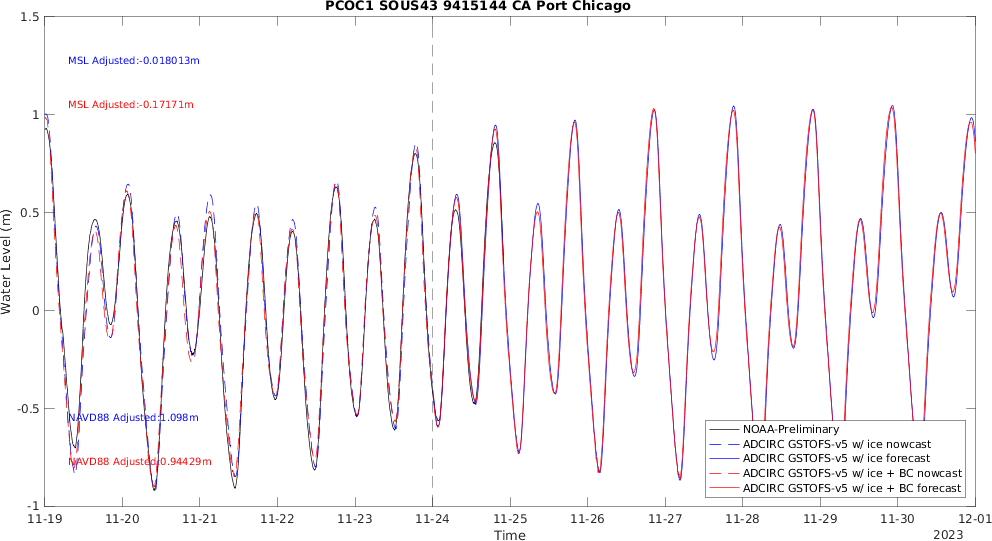 PCOC1 SOUS43 9415144 CA Port Chicago
1.5
MSL Adjusted:-0.018013m
MSL Adjusted:-0.17171m
1
0.5
Water Level (m)
0
-0.5
NAVD88 Adjusted:1.098m
NAVD88 Adjusted:0.94429m
-1
NOAA-Preliminary
ADCIRC GSTOFS-v5 w/ ice nowcast
ADCIRC GSTOFS-v5 w/ ice forecast
ADCIRC GSTOFS-v5 w/ ice + BC nowcast
ADCIRC GSTOFS-v5 w/ ice + BC forecast
11-19 11-20 11-21 11-22 11-23 11-24 11-25 11-26 11-27 11-28 11-29 11-30 12-01
Time
2023